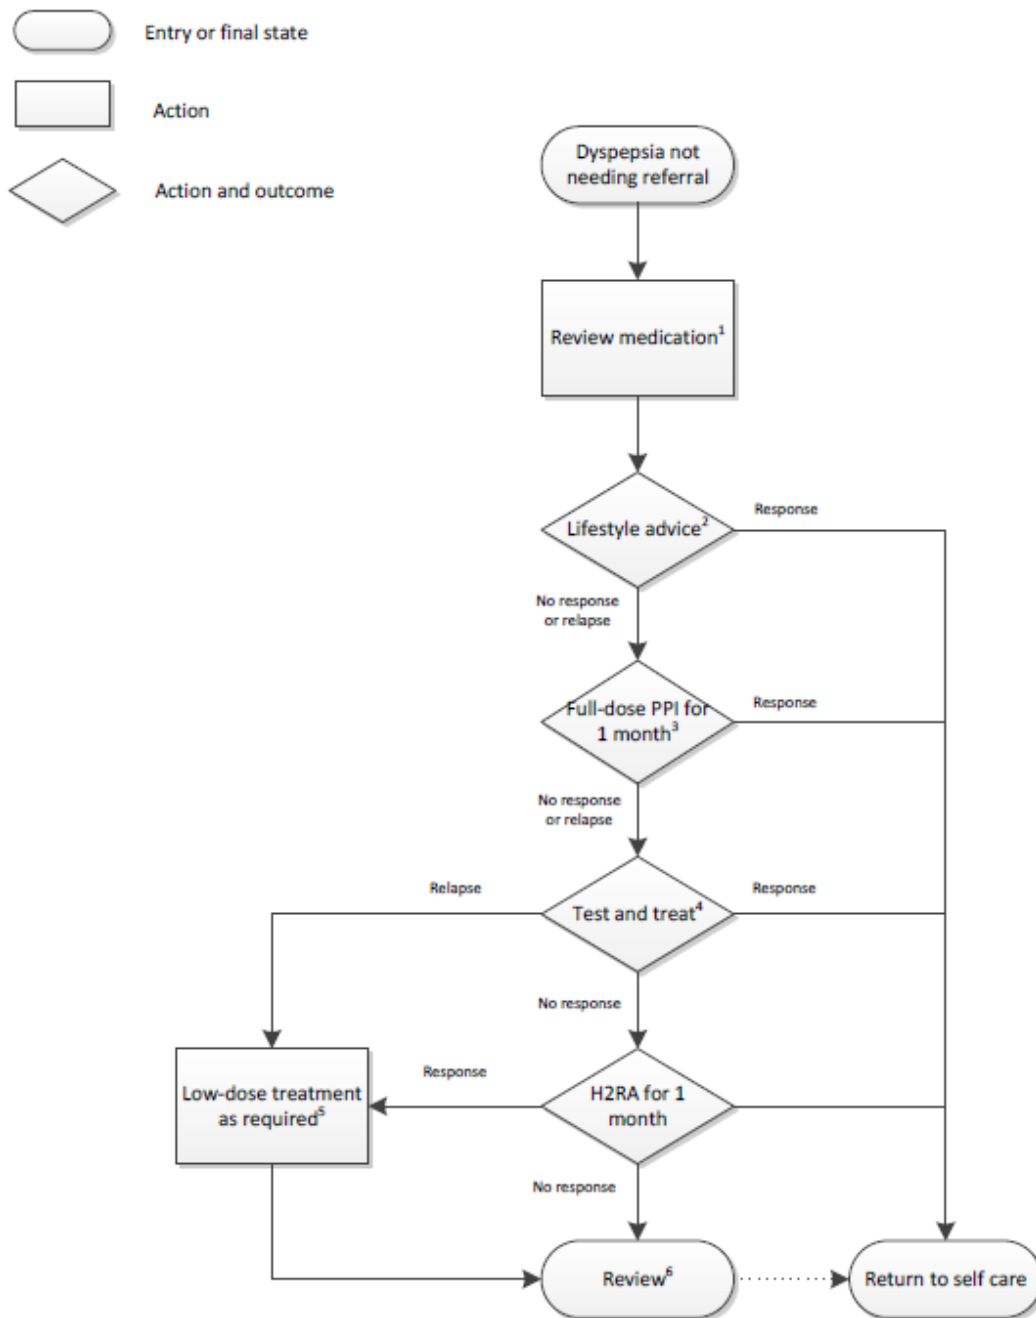 Entry or final state
Action
Action and outcome
Dyspepsia not
needing referral
Review medication1
Lifestyle advice2
Response
No response
or relapse
Full-dose PPI for
1 month3
Response
No response
or relapse
Relapse
Test and treat4
Response
No response
Low-dose treatment
as required5
Response
H2RA for 1
month
No response
Review6
Return to self care